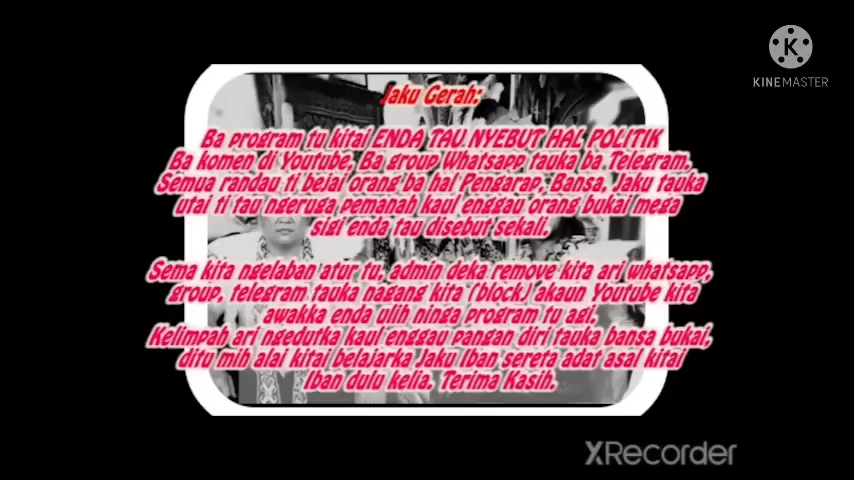 KINEMASTER
Jaku Gerah:
Ba program tu kitai ENDA TAU NYEBUT HAL POLITIK
Ba komen di Youtube, Ba group Whatsapp tauka ba Telegram.
Semua randau ti bejai orang ba hal Pengarap, Bansa, Jaku tauka
utai ti tau ngeruga pemanah kaul enggau orang bukai mega
sigi enda tau disebut sekali.
Sema kita ngelaban atur tu, admin deka remove kita ari whatsapp,
group, telegram tauka nagang kita (block) akaun Youtube kita
awakka enda ulih ninga program tu agi.
Kelimpah ari ngedutka kaul enggau pangan diri tauka bansa bukai,
ditu mih alai kitai belajarka Jaku Iban sereta adat asal kitai
Iban dulu kelia. Terima Kasih.
XRecorder